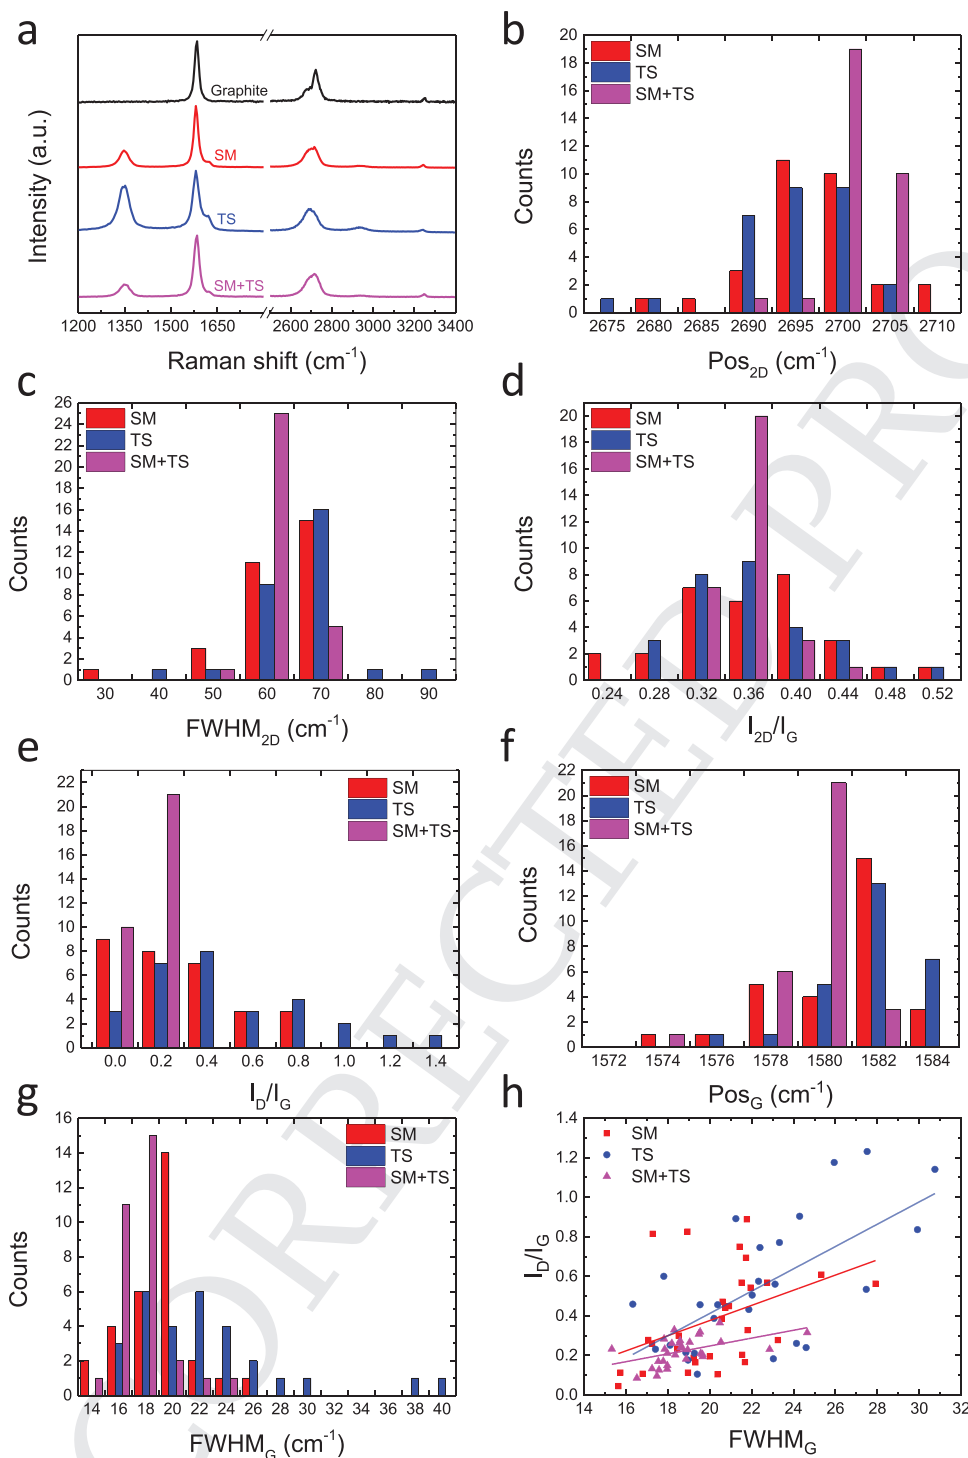 a
Intensity (a.u.)
Graphite
SM
TS
SM+TS
1200 1350 1500 1650 2600 2800 3000 3200 3400
Raman shift (cm-1)
b
SM
TS
SM+TS
Counts
20
18
16
14
12
10
8
6
4
2
0
2675 2680 2685 2690 2695 2700 2705 2710
Pos2D (cm-1)
c
SM
TS
SM+TS
Counts
26
24
22
20
18
16
14
12
10
8
6
4
2
0
30 40 50 60 70 80 90
FWHM2D (cm-1)
d
SM
TS
SM+TS
Counts
20
18
16
14
12
10
8
6
4
2
0
0.24 0.28 0.32 0.36 0.40 0.44 0.48 0.52
I2D/IG
e
SM
TS
SM+TS
Counts
22
20
18
16
14
12
10
8
6
4
2
0
0.0 0.2 0.4 0.6 0.8 1.0 1.2 1.4
ID/IG
f
SM
TS
SM+TS
Counts
22
20
18
16
14
12
10
8
6
4
2
0
1572 1574 1576 1578 1580 1582 1584
PosG (cm-1)
g
SM
TS
SM+TS
Counts
16
14
12
10
8
6
4
2
0
14 16 18 20 22 24 26 28 30 38 40
FWHMG (cm-1)
h
SM
TS
SM+TS
ID/IG
1.4
1.2
1.0
0.8
0.6
0.4
0.2
0.0
14 16 18 20 22 24 26 28 30 32
FWHMG
CORRECTED PRO